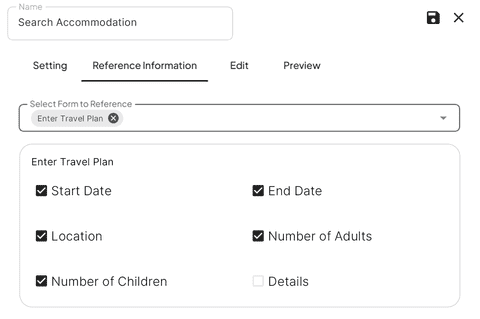 Name
Search Accommodation
Setting Reference Information Edit Preview
Select Form to Reference
Enter Travel Plan
Enter Travel Plan
Start Date End Date
Location Number of Adults
Number of Children Details